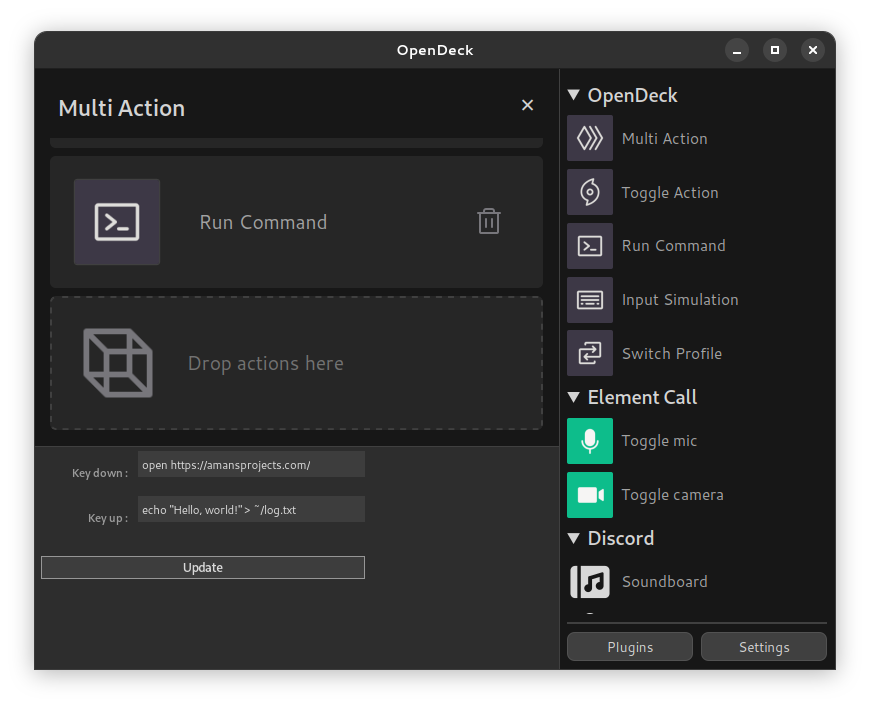 OpenDeck
Multi Action
Run Command
Drop actions here
Key down :
open https://amansprojects.com/
Key up :
echo "Hello, world!"> ~/log.txt
Update
OpenDeck
Multi Action
Toggle Action
Run Command
Input Simulation
Switch Profile
Element Call
Toggle mic
Toggle camera
Discord
Soundboard
Plugins
Settings